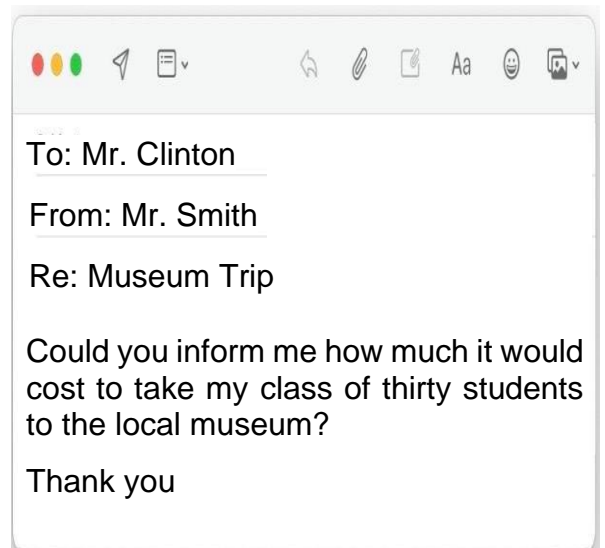 Aa
To: Mr. Clinton
From: Mr. Smith
Re: Museum Trip
Could you inform me how much it would
cost to take my class of thirty students
to the local museum?
Thank you